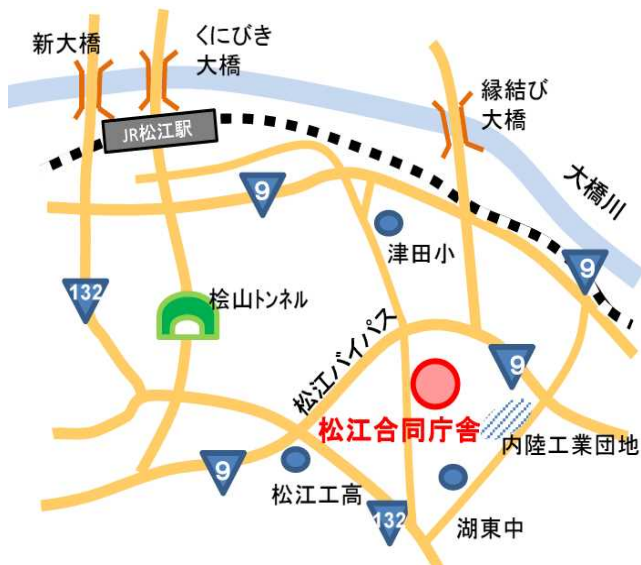 新大橋
くにびき
大橋
JR松江駅
縁結び
大橋
大橋川
9
津田小
9
132
桧山トンネル
松江バイパス
9
松江合同庁舎
内陸工業団地
9
松江工高
132
湖東中